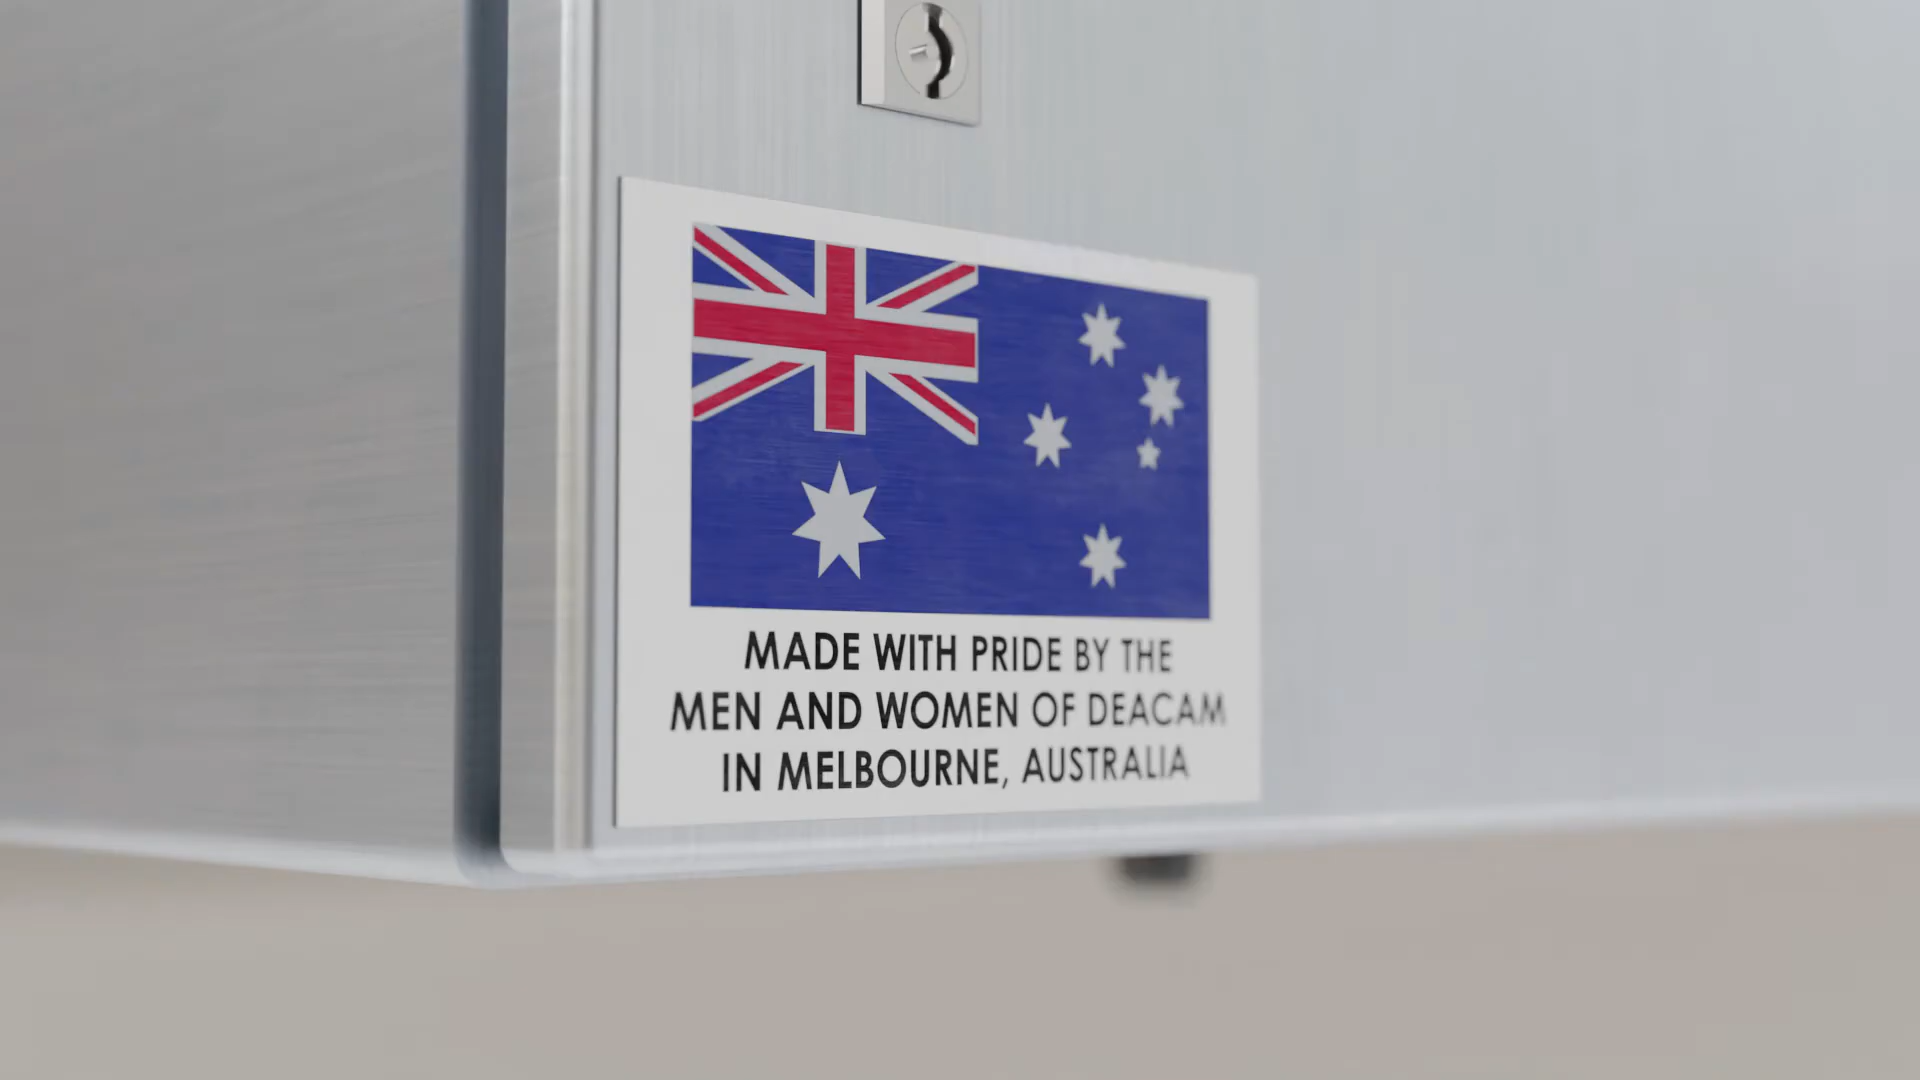 MADE WITH PRIDE BY THE
MEN AND WOMEN OF DEACAM
IN MELBOURNE, AUSTRALIA